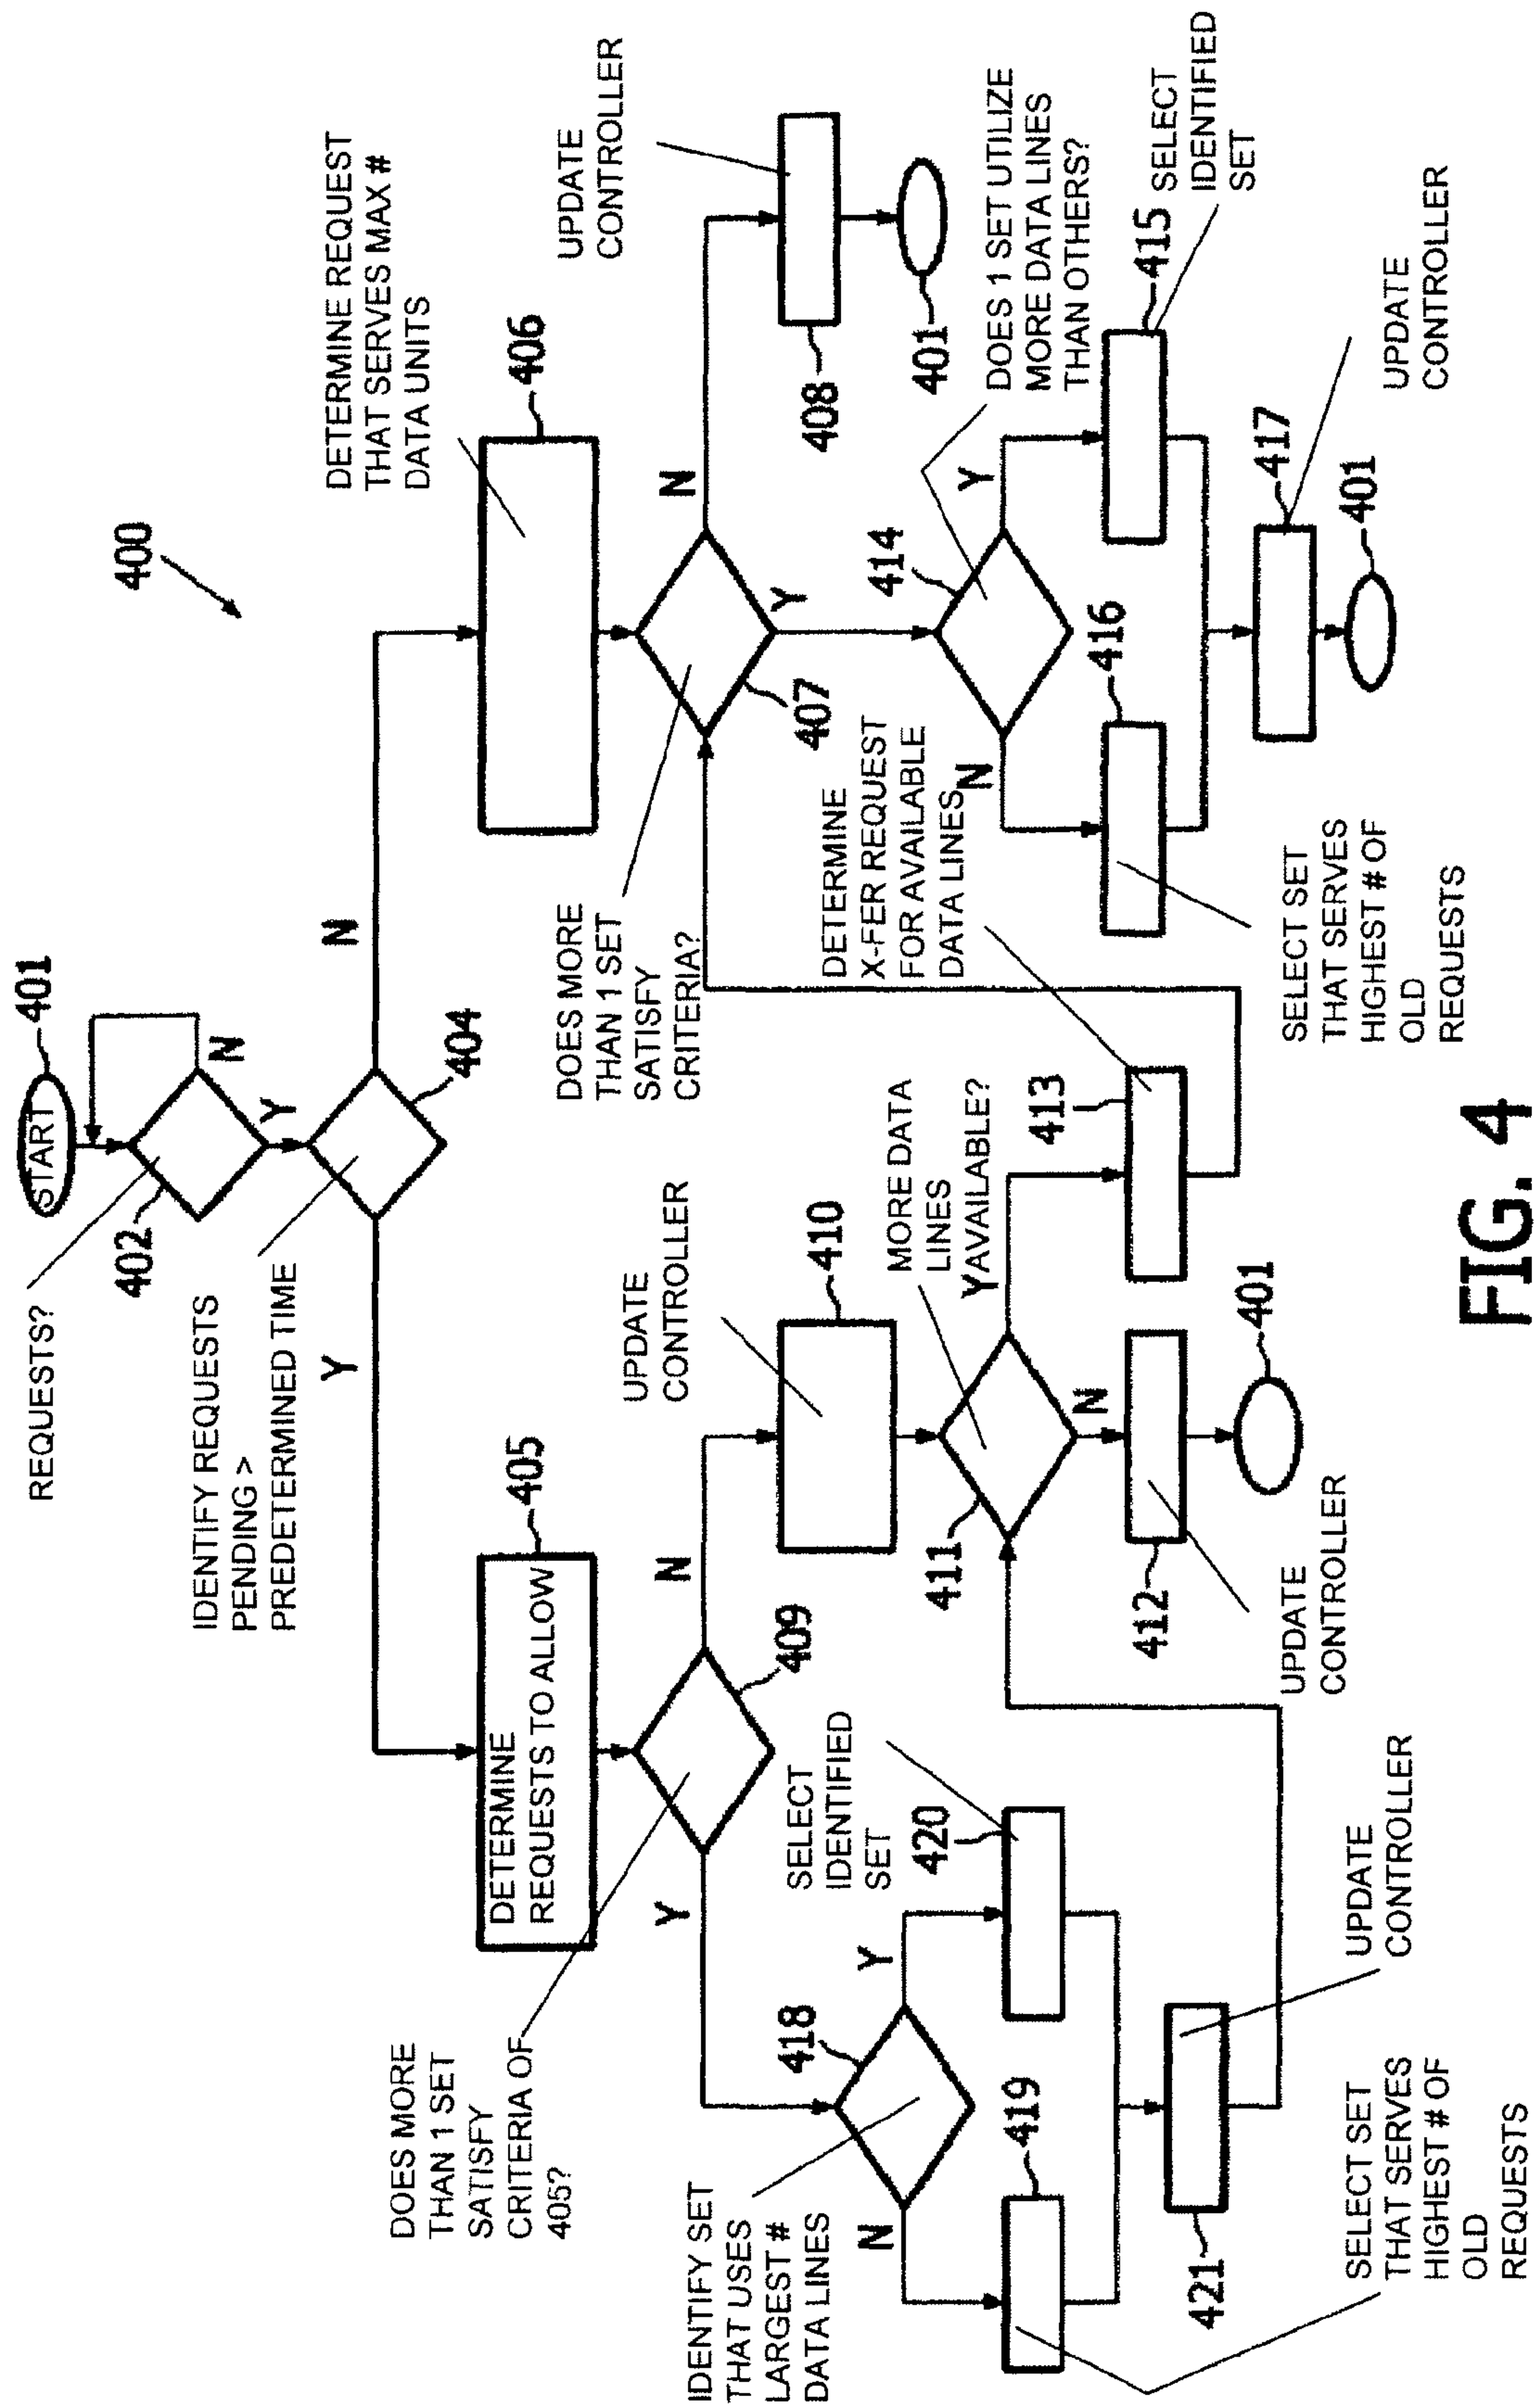 400
START
401
REQUESTS?
402
N
Y
IDENTIFY REQUESTS
PENDING >
PREDETERMINED TIME
404
Y
N
DETERMINE
REQUESTS TO ALLOW
405
DETERMINE REQUEST
THAT SERVES MAX #
DATA UNITS
406
DOES MORE
THAN 1 SET
SATISFY
CRITERIA OF
405?
409
Y
N
DOES MORE
THAN 1 SET
SATISFY
CRITERIA?
407
N
Y
UPDATE
CONTROLLER
408
401
UPDATE
CONTROLLER
410
IDENTIFY SET
THAT USES
LARGEST #
DATA LINES
418
N
Y
SELECT
IDENTIFIED
SET
420
419
421
UPDATE
CONTROLLER
SELECT SET
THAT SERVES
HIGHEST # OF
OLD
REQUESTS
MORE DATA
LINES
AVAILABLE?
411
Y
N
412
UPDATE
CONTROLLER
401
413
DETERMINE
X-FER REQUEST
FOR AVAILABLE
DATA LINES
DOES 1 SET UTILIZE
MORE DATA LINES
THAN OTHERS?
414
N
Y
416
SELECT SET
THAT SERVES
HIGHEST # OF
OLD
REQUESTS
415
SELECT
IDENTIFIED
SET
417
UPDATE
CONTROLLER
401
FIG. 4